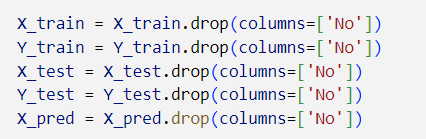 X_train = X_train.drop(columns=['No'])
Y_train = Y_train.drop(columns=['No'])
X_test = X_test.drop(columns=['No'])
Y_test = Y_test.drop(columns=['No'])
X_pred = X_pred.drop(columns=['No'])